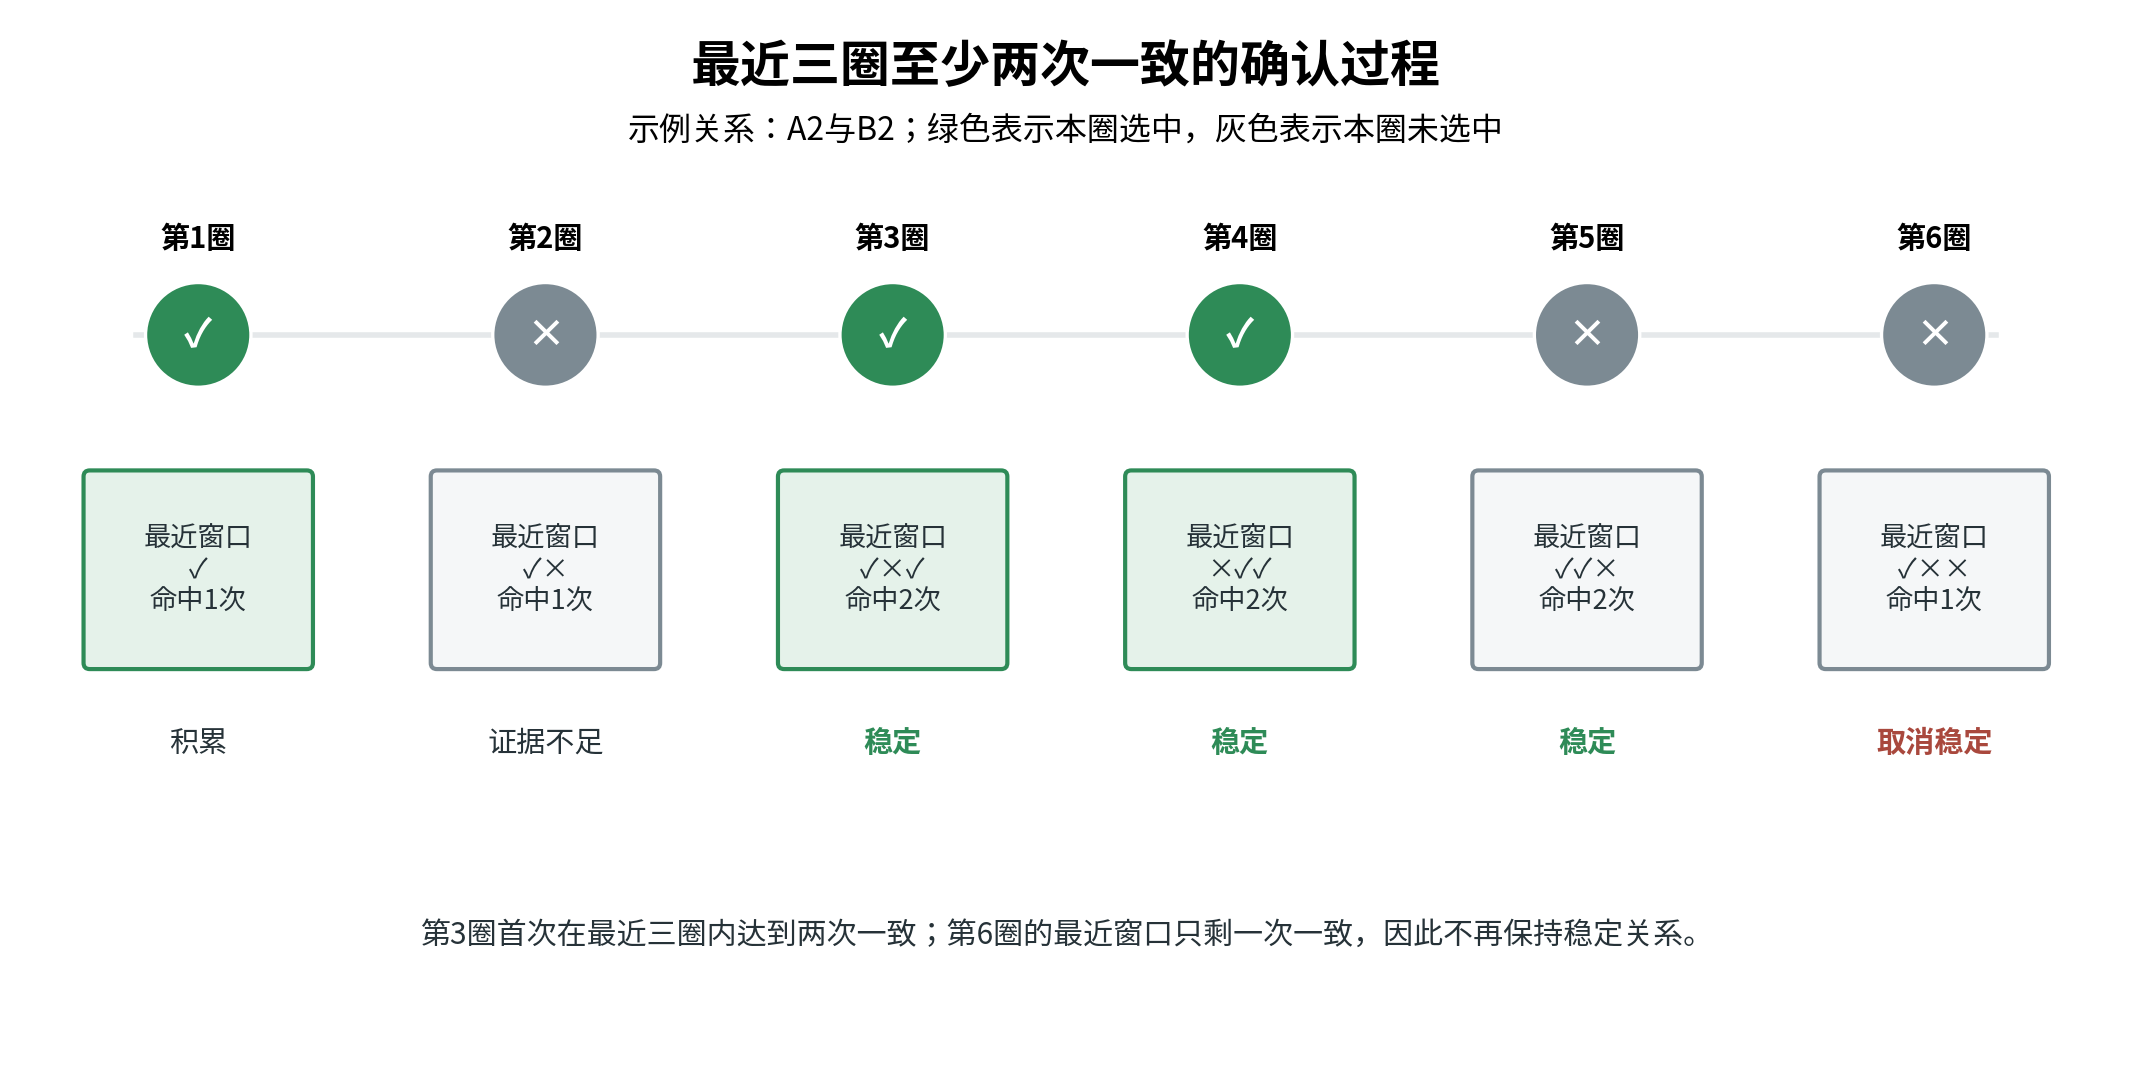 最近三圈至少两次一致的确认过程
示例关系：A2与B2；绿色表示本圈选中，灰色表示本圈未选中
第1圈
第2圈
第3圈
第4圈
第5圈
第6圈
✓
×
✓
✓
×
×
最近窗口
✓
命中1次
最近窗口
✓×
命中1次
最近窗口
✓×✓
命中2次
最近窗口
×✓✓
命中2次
最近窗口
✓✓×
命中2次
最近窗口
✓××
命中1次
积累
证据不足
稳定
稳定
稳定
取消稳定
第3圈首次在最近三圈内达到两次一致；第6圈的最近窗口只剩一次一致，因此不再保持稳定关系。